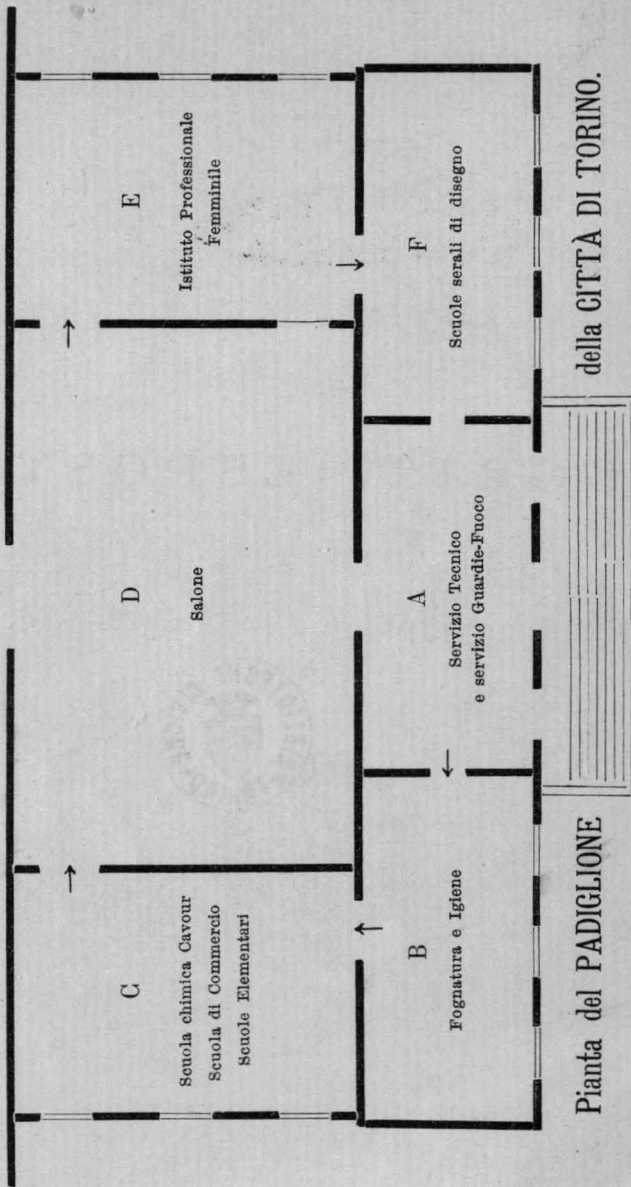 C
Scuola chimica Cavour
Scuola di Commercio
Scuole Elementari
D
Salone
E
Istituto Professionale
Femminile
B
Fognatura e Igiene
A
Servizio Tecnico
e servizio Guardie-Fuoco
F
Scuole serali di disegno
Pianta del PADIGLIONE
della CITTÀ DI TORINO.